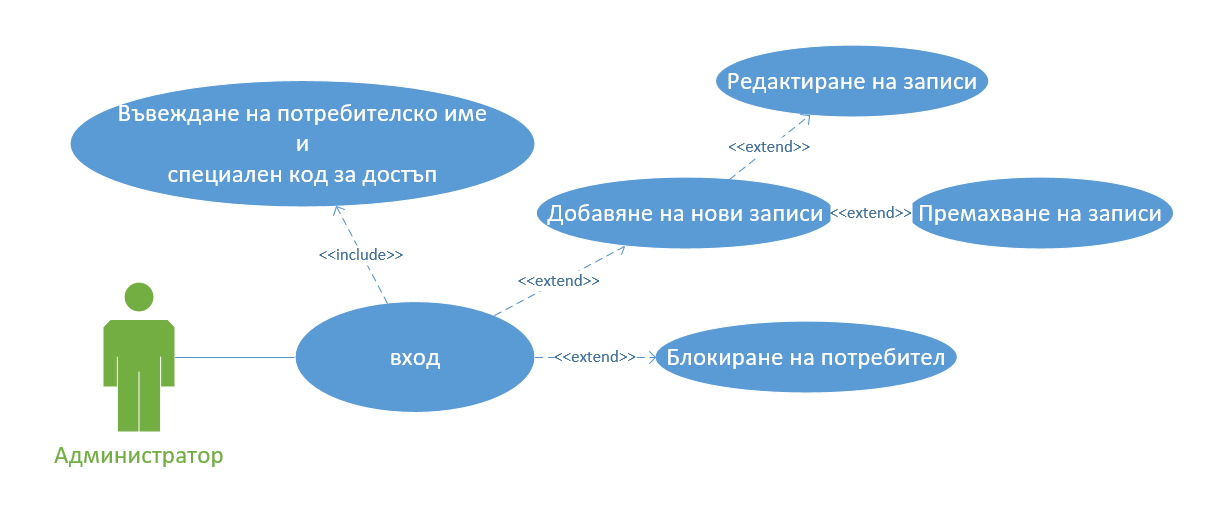 Редактиране на записи
Въвеждане на потребителско име
и
специален код за достъп
<<extend>>
Добавяне на нови записи
<<extend>>
Премахване на записи
<<include>>
<<extend>>
вход
<<extend>>
Блокиране на потребител
Администратор